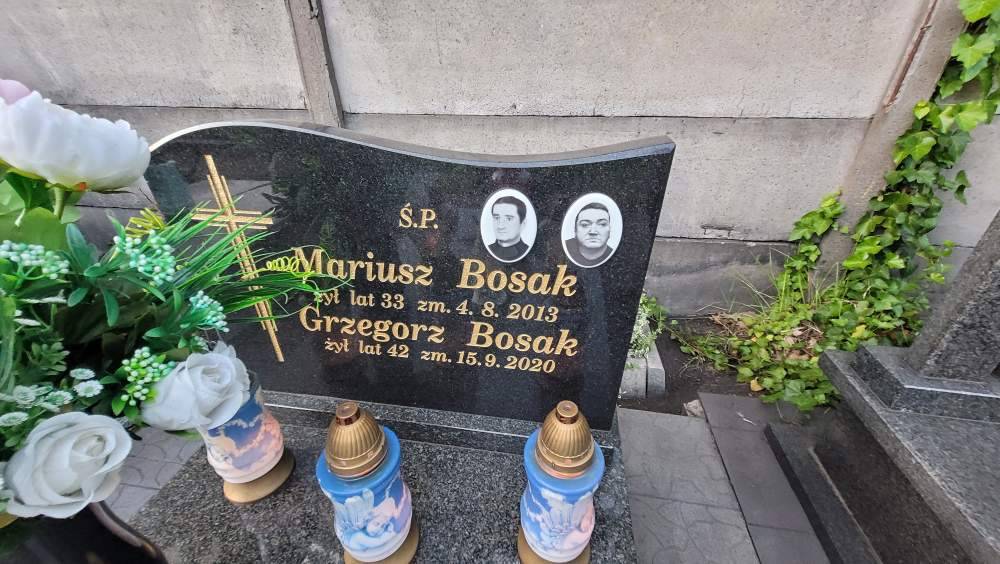 Ś.P.
Mariusz Bosak
żył lat 33 zm. 4. 8. 2013
Grzegorz Bosak
żył lat 42 zm. 15. 9. 2020